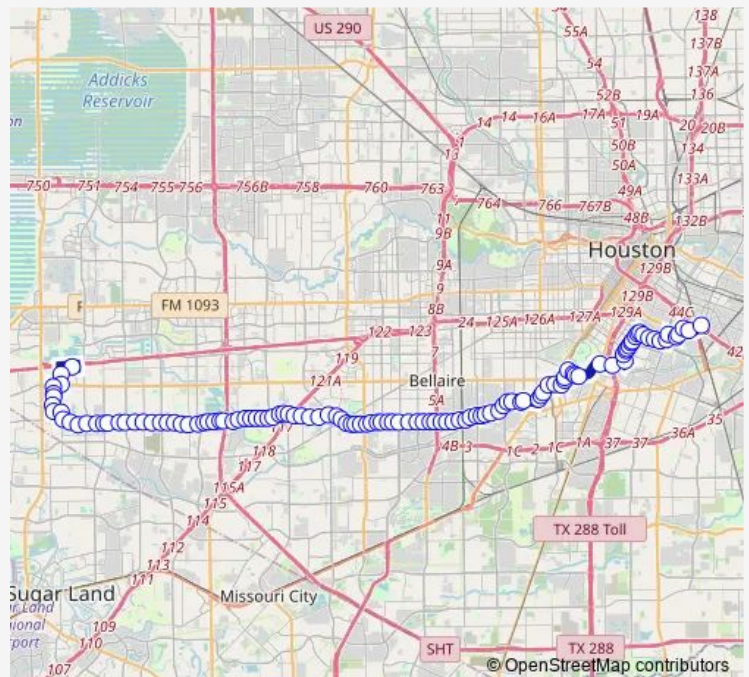 138
US 290
55A
137B
54
137A
Addicks
Reservoir
52B
136
14 14 16A 17A 19A
51
20 20B
13
50B
134
50A
133A
750 751 754 755 756 756B 758 760 763
49A
764 766 767B
11
48B
132B
9B
Houston
9A
129B
FM 1093
8B
129B
44C
122 123 24 125A 126A 127A 129A
42
119
7
121A
Bellaire
5A
35
117
4B 3 1C 2 1C 1A 37 37 36A
118
117
115A
115
114
TX 288 Toll
112
113
111
Sugar Land
Missouri City
109
110
SHT
TX 288
107
© OpenStreetMap contributors